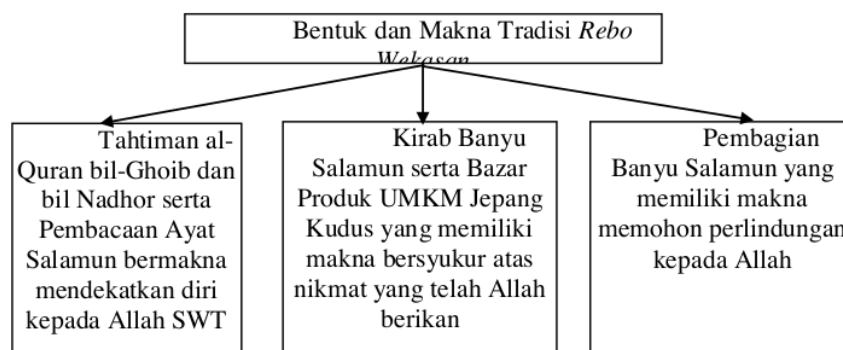 Bentuk dan Makna Tradisi Rebo
Wekasan
Tahtiman al-
Quran bil-Ghoib dan
bil Nadhor serta
Pembacaan Ayat
Salamun bermakna
mendekatkan diri
kepada Allah SWT
Kirab Banyu
Salamun serta Bazar
Produk UMKM Jepang
Kudus yang memiliki
makna bersyukur atas
nikmat yang telah Allah
berikan
Pembagian
Banyu Salamun yang
memiliki makna
memohon perlindungan
kepada Allah